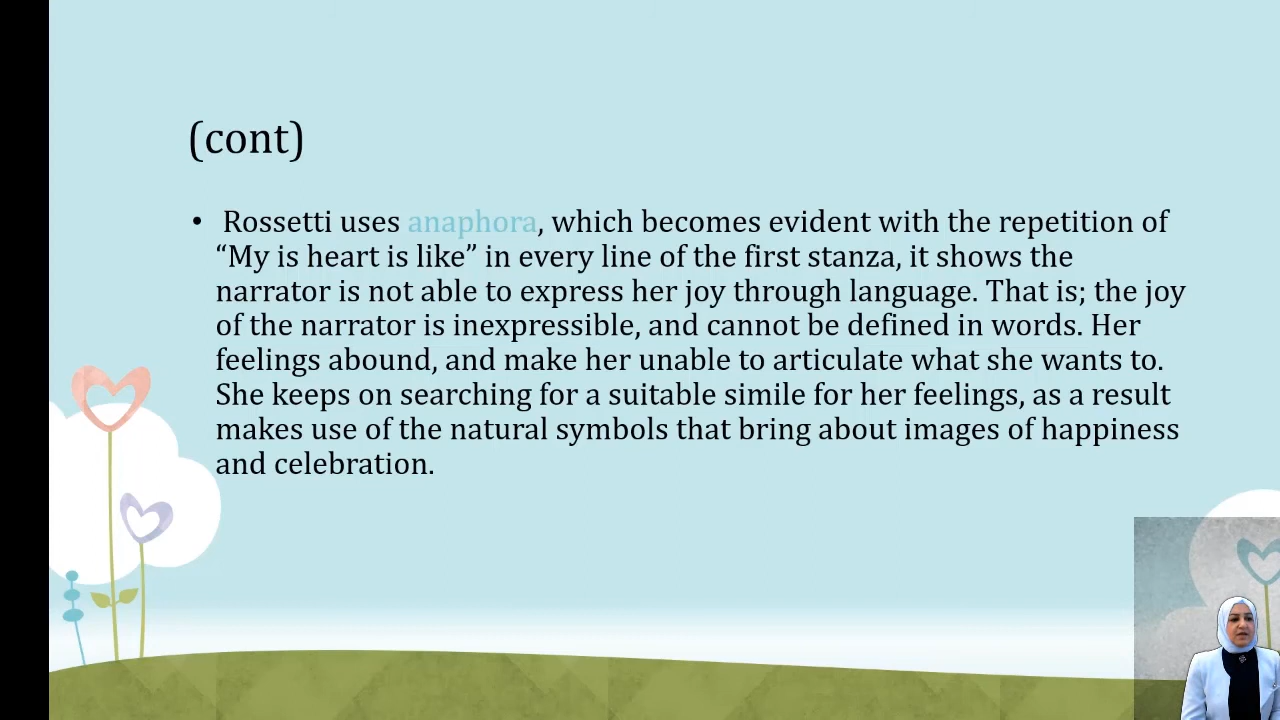 (cont)
• Rossetti uses anaphora, which becomes evident with the repetition of
“My is heart is like” in every line of the first stanza, it shows the
narrator is not able to express her joy through language. That is; the joy
of the narrator is inexpressible, and cannot be defined in words. Her
feelings abound, and make her unable to articulate what she wants to.
She keeps on searching for a suitable simile for her feelings, as a result
makes use of the natural symbols that bring about images of happiness
and celebration.